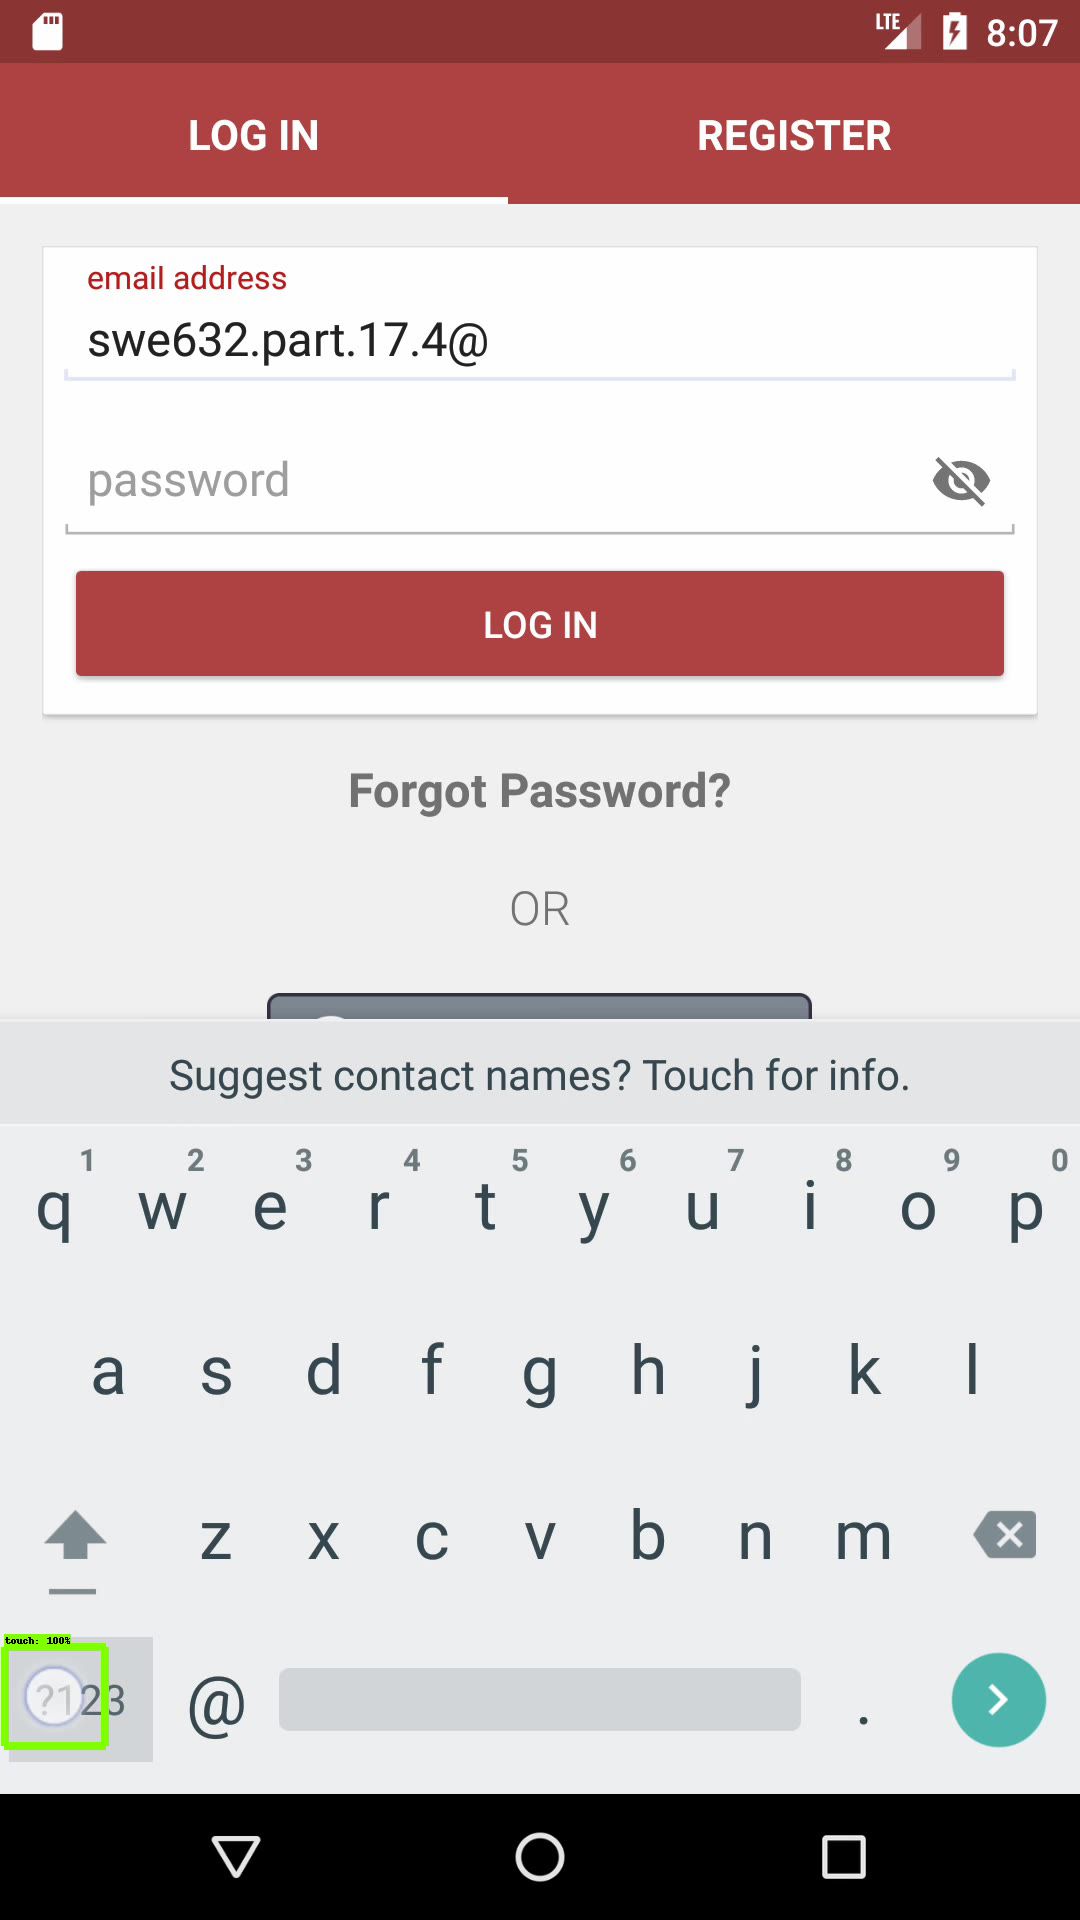 LTE 8:07
LOG IN REGISTER
email address
swe632.part.17.4@
password
LOG IN
Forgot Password?
OR
Suggest contact names? Touch for info.
1 2 3 4 5 6 7 8 9 0
q w e r t y u i o p
a s d f g h j k l
z x c v b n m
touch: 100%
?123 @ .